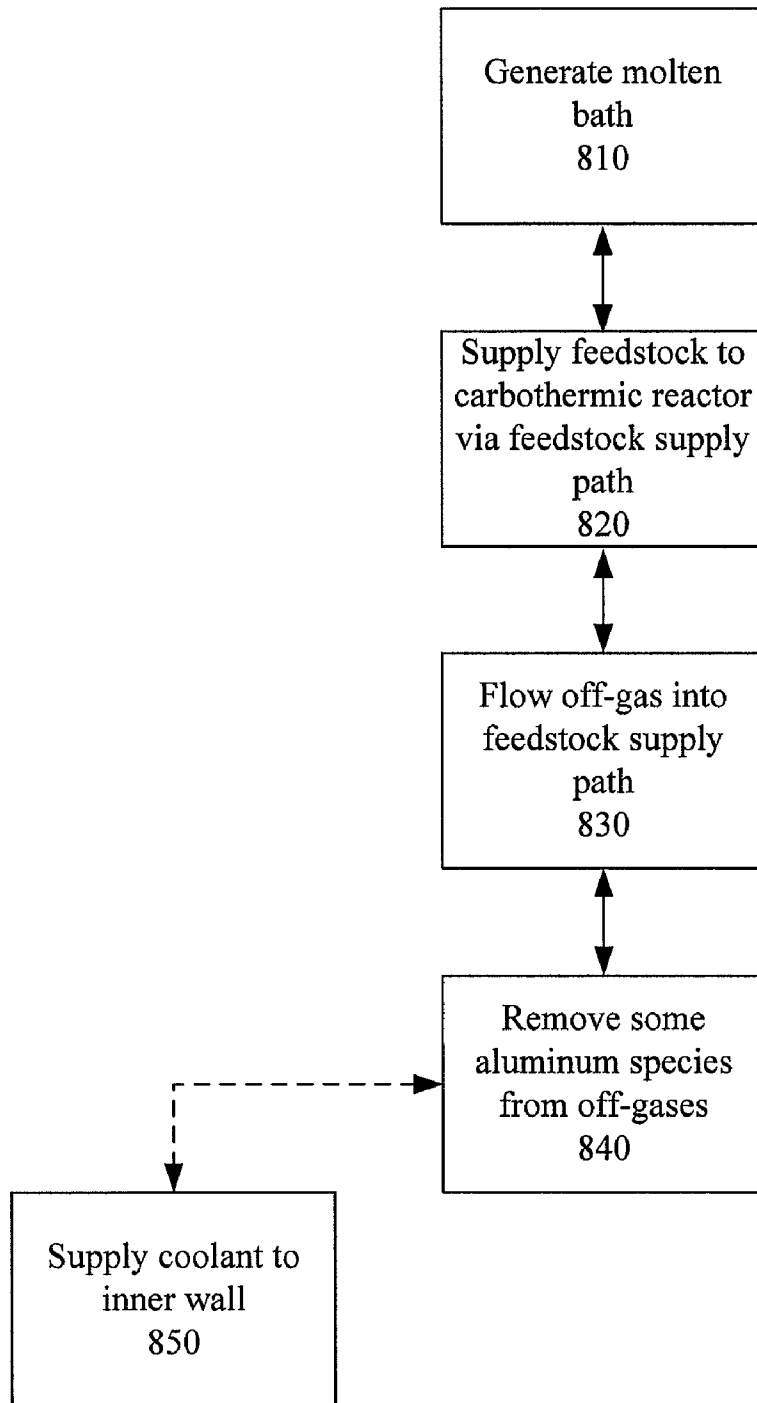 Generate molten
bath
810
Supply feedstock to
carbothermic reactor
via feedstock supply
path
820
Flow off-gas into
feedstock supply
path
830
Remove some
aluminum species
from off-gases
840
Supply coolant to
inner wall
850